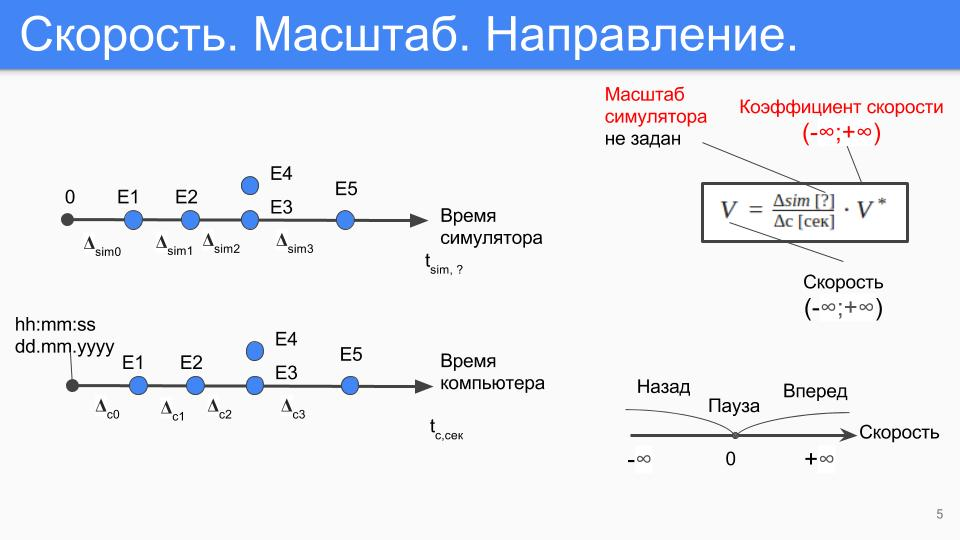 Скорость. Масштаб. Направление.
Масштаб
симулятора
не задан
Коэффициент скорости
(-∞;+∞)
0 E1 E2 E4
E3 E5
Время
симулятора
Δsim0 Δsim1 Δsim2 Δsim3
tsim, ?
V = Δsim [?] / Δc [сек] · V*
Скорость
(-∞;+∞)
hh:mm:ss
dd.mm.yyyy
E1 E2 E4
E3 E5
Время
компьютера
Δc0 Δc1 Δc2 Δc3
tc,сек
Назад Пауза Вперед
Скорость
-∞ 0 +∞
5